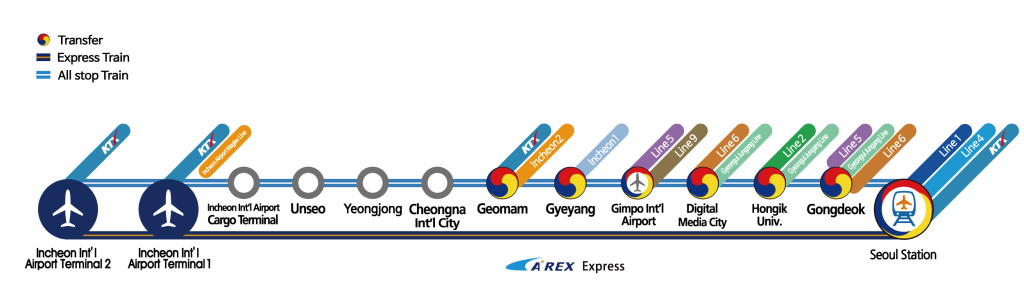 Transfer
Express Train
All stop Train
KTX
KTX
Incheon Airport Maglev Line
KTX
Incheon2
Incheon1
Line5
Line9
Line6
Gyeongui Jungang Line
Line2
Gyeongui Jungang Line
Line5
Gyeongui Jungang Line
Line6
Line1
Line4
KTX
Incheon Int'l
Airport Terminal 2
Incheon Int'l
Airport Terminal 1
Incheon Int'l Airport
Cargo Terminal
Unseo
Yeongjong
Cheongna
Int'l City
Geomam
Gyeyang
Gimpo Int'l
Airport
Digital
Media City
Hongik
Univ.
Gongdeok
Seoul Station
A'REX Express